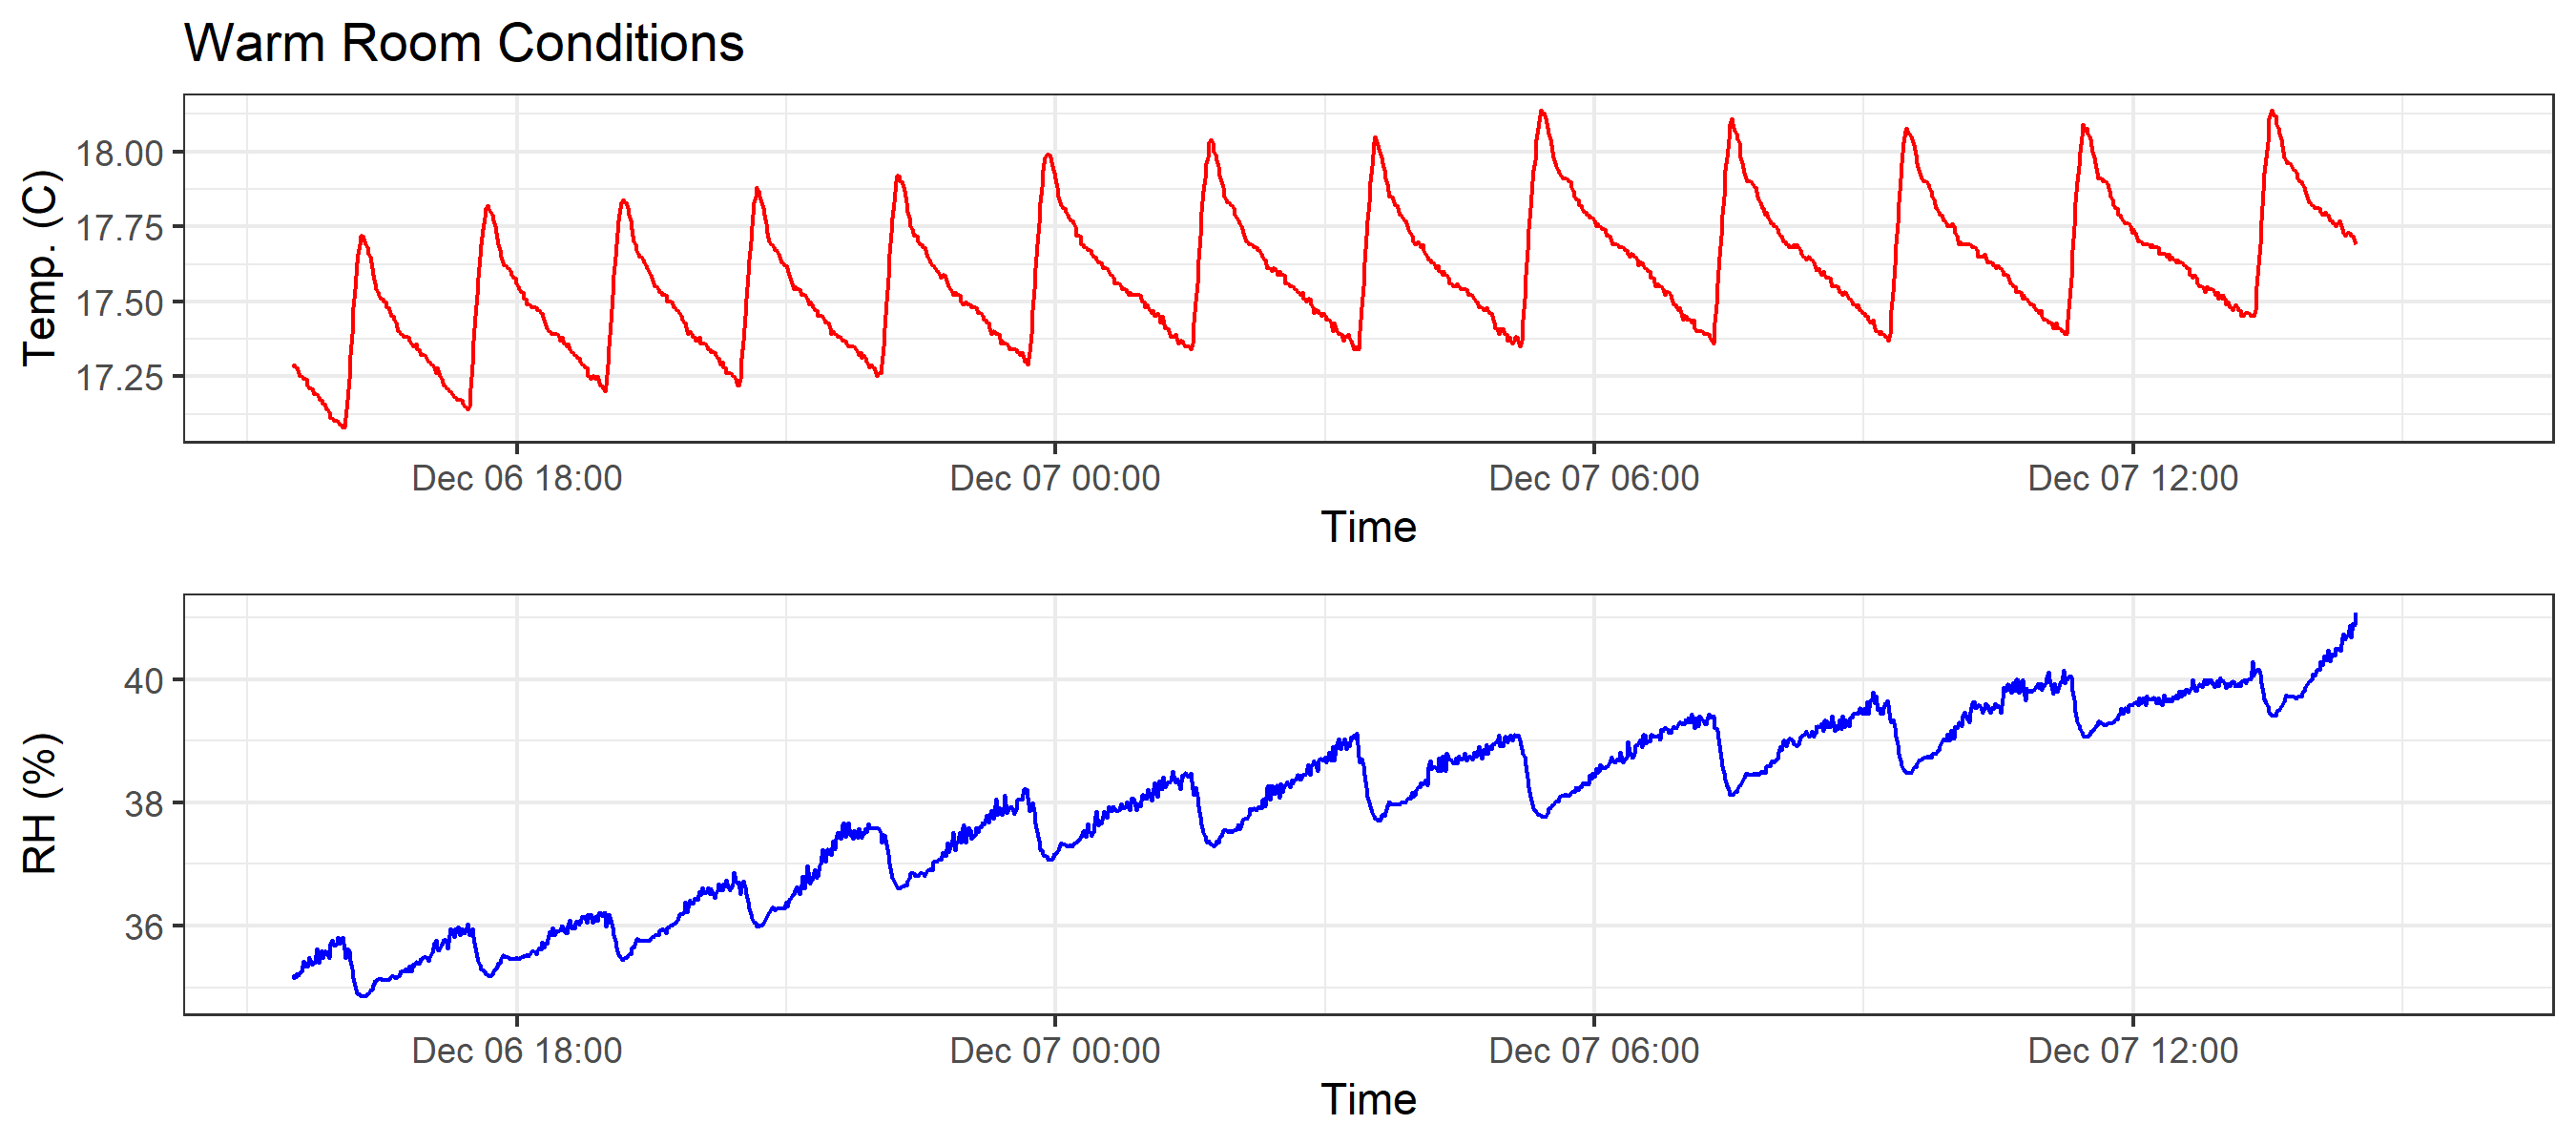 Warm Room Conditions
Temp. (C)
18.00
17.75
17.50
17.25
Dec 06 18:00 Dec 07 00:00 Dec 07 06:00 Dec 07 12:00
Time
RH (%)
40
38
36
Dec 06 18:00 Dec 07 00:00 Dec 07 06:00 Dec 07 12:00
Time